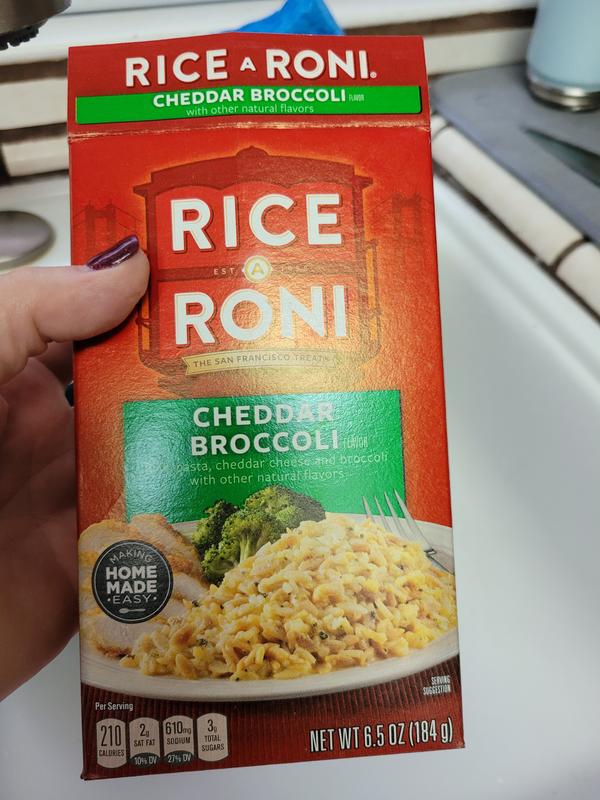 RICE A RONI®
CHEDDAR BROCCOLI FLAVOR
with other natural flavors
RICE
EST. A
RONI
THE SAN FRANCISCO TREAT
CHEDDAR
BROCCOLI FLAVOR
pasta, cheddar cheese and broccoli
with other natural flavors
MAKING
HOME
MADE
EASY
SERVING
SUGGESTION
Per Serving
210 CALORIES
2g SAT FAT 10% DV
610mg SODIUM 27% DV
3g TOTAL SUGARS
NET WT 6.5 OZ (184 g)